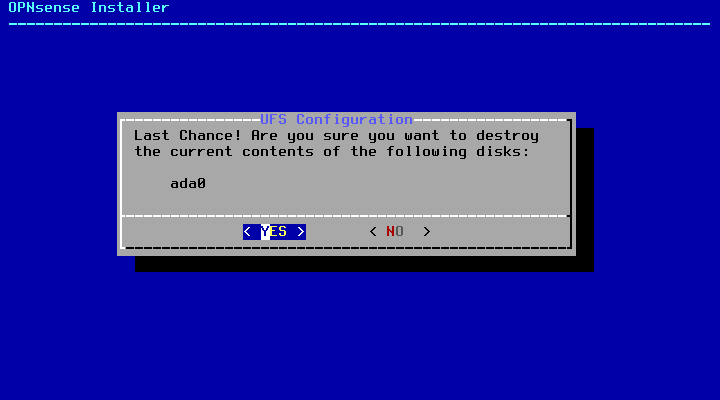 OPNsense Installer
UFS Configuration
Last Chance! Are you sure you want to destroy
the current contents of the following disks:
ada0
< YES > < NO >